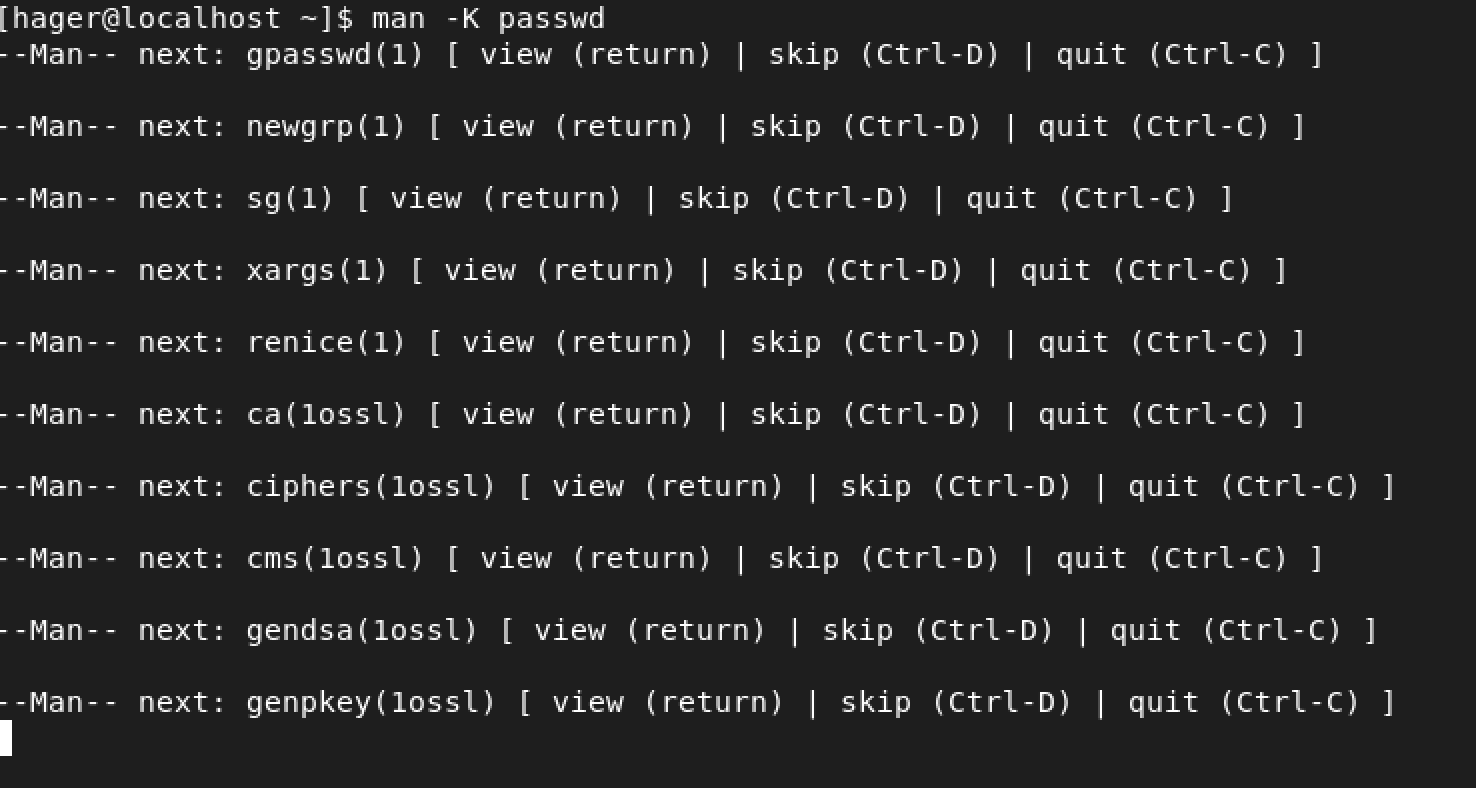 [hager@localhost ~]$ man -K passwd
--Man-- next: gpasswd(1) [ view (return) | skip (Ctrl-D) | quit (Ctrl-C) ]
--Man-- next: newgrp(1) [ view (return) | skip (Ctrl-D) | quit (Ctrl-C) ]
--Man-- next: sg(1) [ view (return) | skip (Ctrl-D) | quit (Ctrl-C) ]
--Man-- next: xargs(1) [ view (return) | skip (Ctrl-D) | quit (Ctrl-C) ]
--Man-- next: renice(1) [ view (return) | skip (Ctrl-D) | quit (Ctrl-C) ]
--Man-- next: ca(1ossl) [ view (return) | skip (Ctrl-D) | quit (Ctrl-C) ]
--Man-- next: ciphers(1ossl) [ view (return) | skip (Ctrl-D) | quit (Ctrl-C) ]
--Man-- next: cms(1ossl) [ view (return) | skip (Ctrl-D) | quit (Ctrl-C) ]
--Man-- next: gendsa(1ossl) [ view (return) | skip (Ctrl-D) | quit (Ctrl-C) ]
--Man-- next: genpkey(1ossl) [ view (return) | skip (Ctrl-D) | quit (Ctrl-C) ]